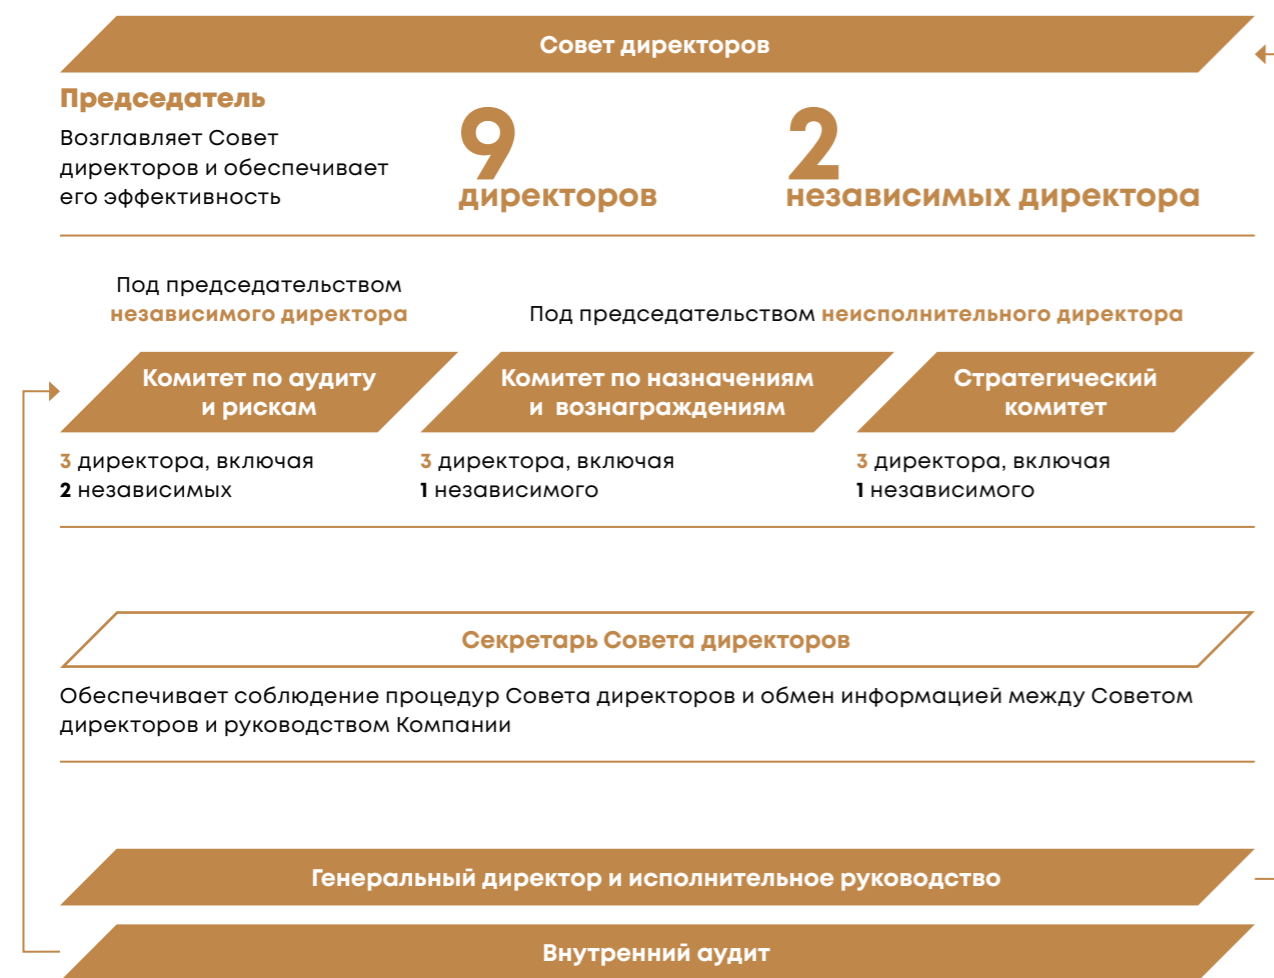 Совет директоров
Председатель
Возглавляет Совет
директоров и обеспечивает
его эффективность
9
директоров
2
независимых директора
Под председательством
независимого директора
Под председательством неисполнительного директора
Комитет по аудиту
и рискам
3 директора, включая
2 независимых
Комитет по назначениям
и вознаграждениям
3 директора, включая
1 независимого
Стратегический
комитет
3 директора, включая
1 независимого
Секретарь Совета директоров
Обеспечивает соблюдение процедур Совета директоров и обмен информацией между Советом
директоров и руководством Компании
Генеральный директор и исполнительное руководство
Внутренний аудит